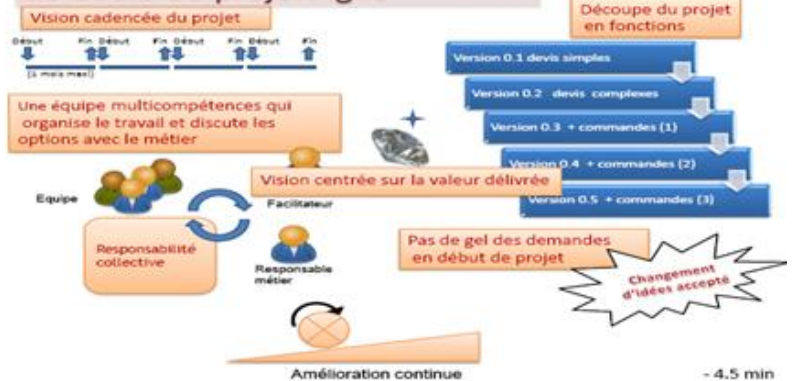 Vision cadencée du projet
Début Fin Début Fin Début Fin Début Fin
(1 mois maxi)
Découpe du projet
en fonctions
Version 0.1 devis simples
Version 0.2 devis complexes
Version 0.3 + commandes (1)
Version 0.4 + commandes (2)
Version 0.5 + commandes (3)
Une équipe multicompétences qui
organise le travail et discute les
options avec le métier
Vision centrée sur la valeur délivrée
Equipe
Facilitateur
Responsabilité
collective
Responsable
métier
Pas de gel des demandes
en début de projet
Changement
d'idées accepté
Amélioration continue
- 4.5 min